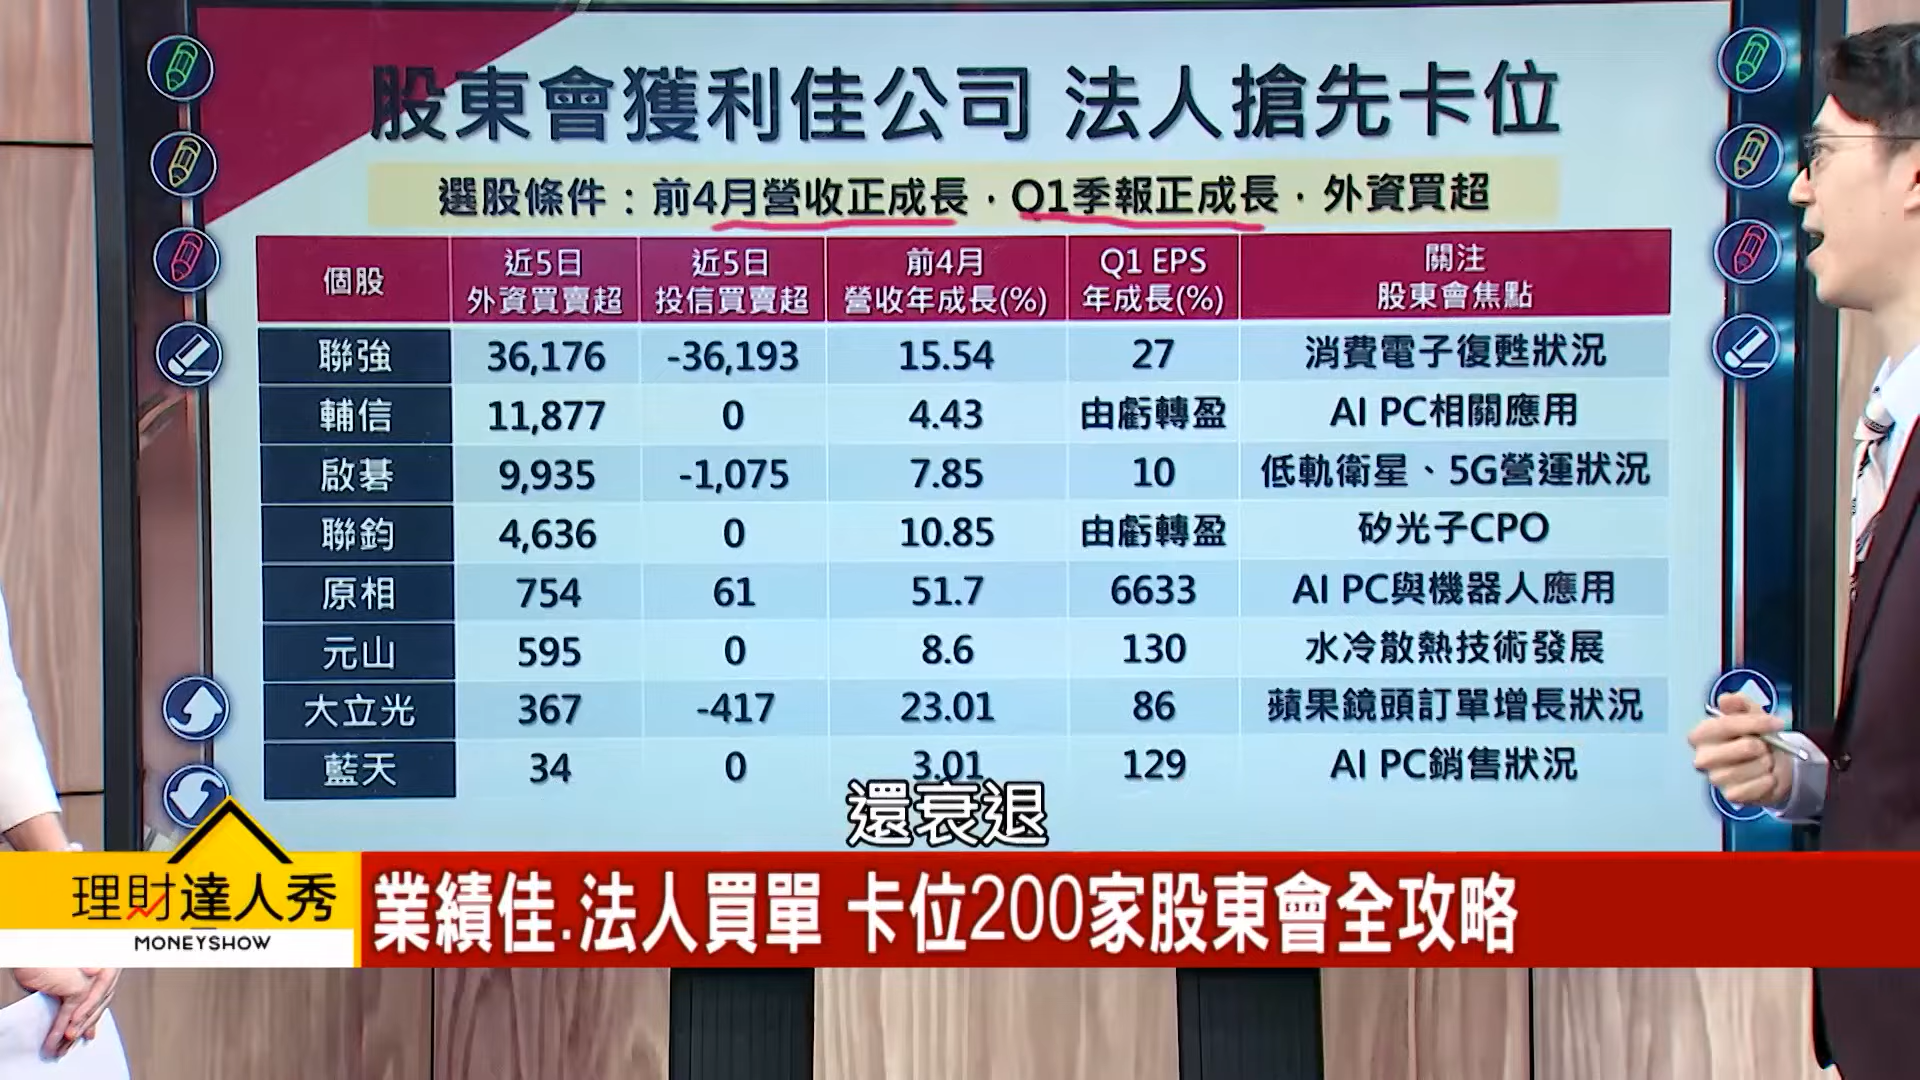 股東會獲利佳公司 法人搶先卡位
選股條件：前4月營收正成長．Q1季報正成長．外資買超
個股 近5日外資買賣超 近5日投信買賣超 前4月營收年成長(%) Q1 EPS年成長(%) 關注股東會焦點
聯強 36,176 -36,193 15.54 27 消費電子復甦狀況
輔信 11,877 0 4.43 由虧轉盈 AI PC相關應用
啟碁 9,935 -1,075 7.85 10 低軌衛星、5G營運狀況
聯鈞 4,636 0 10.85 由虧轉盈 矽光子CPO
原相 754 61 51.7 6633 AI PC與機器人應用
元山 595 0 8.6 130 水冷散熱技術發展
大立光 367 -417 23.01 86 蘋果鏡頭訂單增長狀況
藍天 34 0 3.01 129 AI PC銷售狀況
還衰退
理財達人秀
MONEYSHOW
業績佳.法人買單 卡位200家股東會全攻略